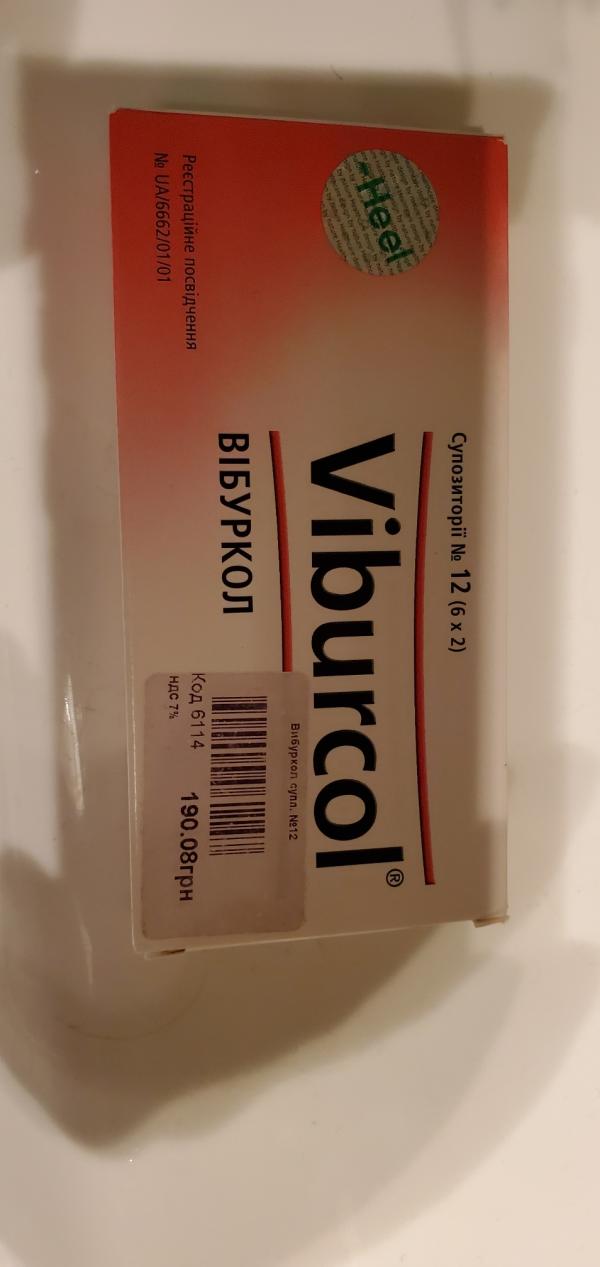 Супозиторії № 12 (6 x 2)
Viburcol®
ВІБУРКОЛ
-Heel
Реєстраційне посвідчення
№ UA/6662/01/01
Вибуркол супп. №12
Код 6114
190.08грн
НДС 7%